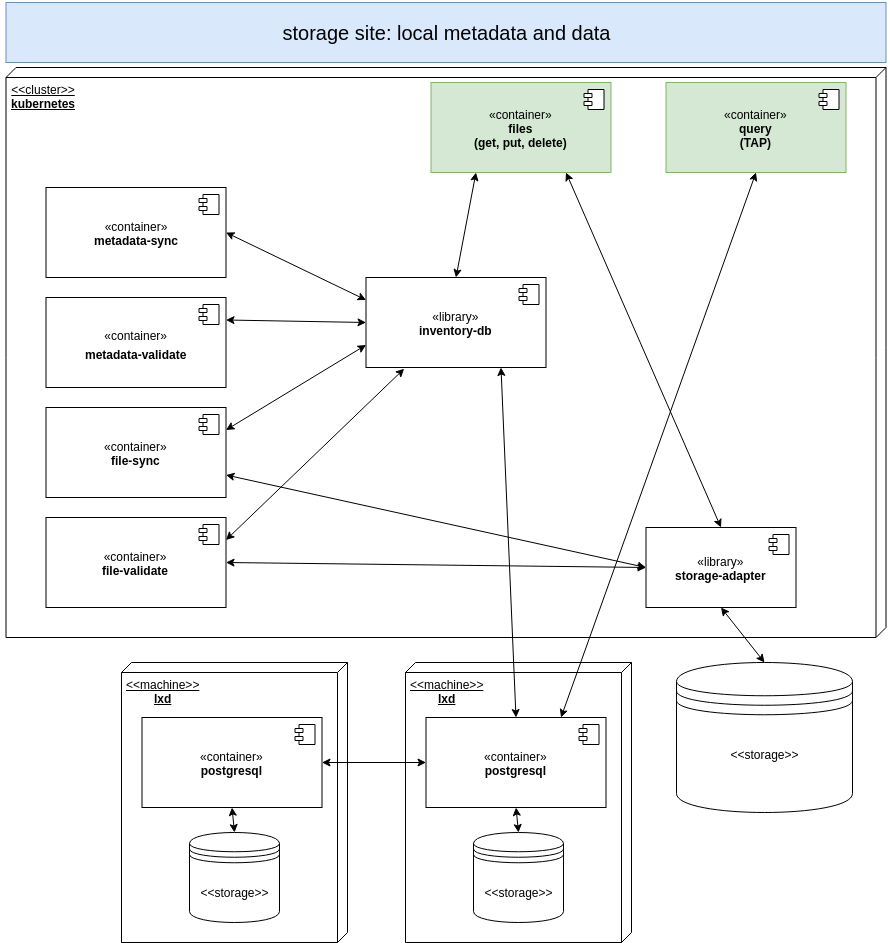 storage site: local metadata and data
<<cluster>>
kubernetes
«container»
files
(get, put, delete)
«container»
query
(TAP)
«container»
metadata-sync
«library»
inventory-db
«container»
metadata-validate
«container»
file-sync
«container»
file-validate
«library»
storage-adapter
<<machine>>
lxd
«container»
postgresql
<<storage>>
<<machine>>
lxd
«container»
postgresql
<<storage>>
<<storage>>